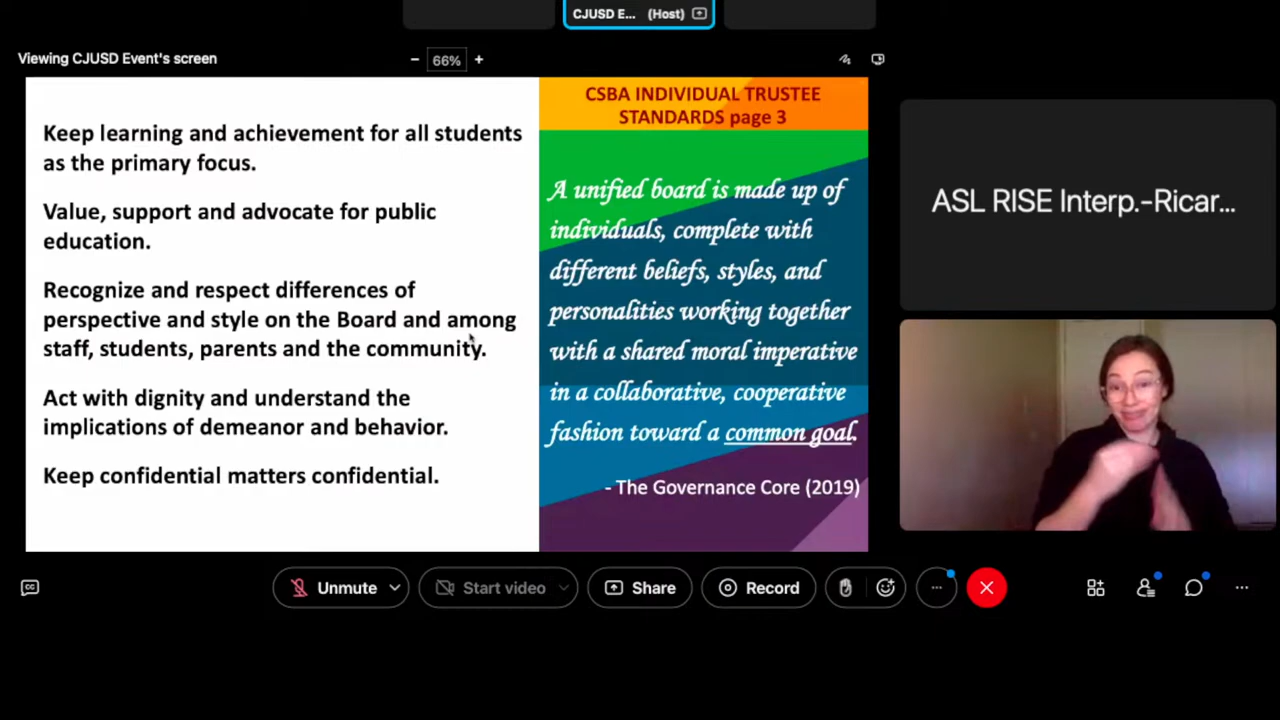 CJUSD E... (Host)
Viewing CJUSD Event's screen
− 66% +
Keep learning and achievement for all students
as the primary focus.
Value, support and advocate for public
education.
Recognize and respect differences of
perspective and style on the Board and among
staff, students, parents and the community.
Act with dignity and understand the
implications of demeanor and behavior.
Keep confidential matters confidential.
CSBA INDIVIDUAL TRUSTEE
STANDARDS page 3
A unified board is made up of
individuals, complete with
different beliefs, styles, and
personalities working together
with a shared moral imperative
in a collaborative, cooperative
fashion toward a common goal.
- The Governance Core (2019)
ASL RISE Interp.-Ricar...
CC
Unmute
Start video
Share
Record